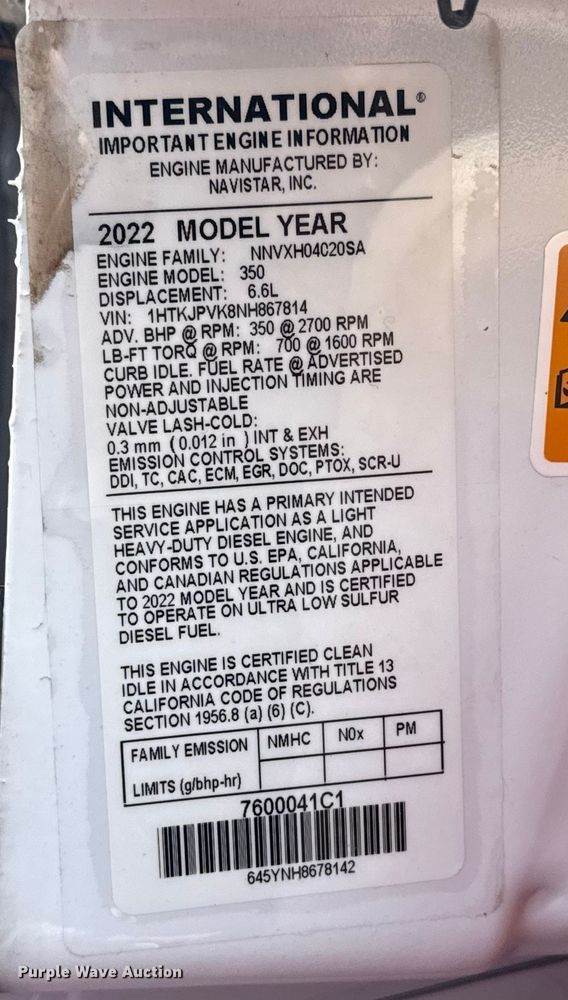 INTERNATIONAL®
IMPORTANT ENGINE INFORMATION
ENGINE MANUFACTURED BY:
NAVISTAR, INC.
2022 MODEL YEAR
ENGINE FAMILY: NNVXH04020SA
ENGINE MODEL: 350
DISPLACEMENT: 6.6L
VIN: 1HTKJPVK8NH867814
ADV. BHP @ RPM: 350 @ 2700 RPM
LB-FT TORQ @ RPM: 700 @ 1600 RPM
CURB IDLE. FUEL RATE @ ADVERTISED
POWER AND INJECTION TIMING ARE
NON-ADJUSTABLE
VALVE LASH-COLD:
0.3 mm (0.012 in ) INT & EXH
EMISSION CONTROL SYSTEMS:
DDI, TC, CAC, ECM, EGR, DOC, PTOX, SCR-U
THIS ENGINE HAS A PRIMARY INTENDED
SERVICE APPLICATION AS A LIGHT
HEAVY-DUTY DIESEL ENGINE, AND
CONFORMS TO U.S. EPA, CALIFORNIA,
AND CANADIAN REGULATIONS APPLICABLE
TO 2022 MODEL YEAR AND IS CERTIFIED
TO OPERATE ON ULTRA LOW SULFUR
DIESEL FUEL.
THIS ENGINE IS CERTIFIED CLEAN
IDLE IN ACCORDANCE WITH TITLE 13
CALIFORNIA CODE OF REGULATIONS
SECTION 1956.8 (a) (6) (C).
FAMILY EMISSION NMHC N0x PM
LIMITS (g/bhp-hr)
7600041C1
645YNH8678142
Purple Wave Auction